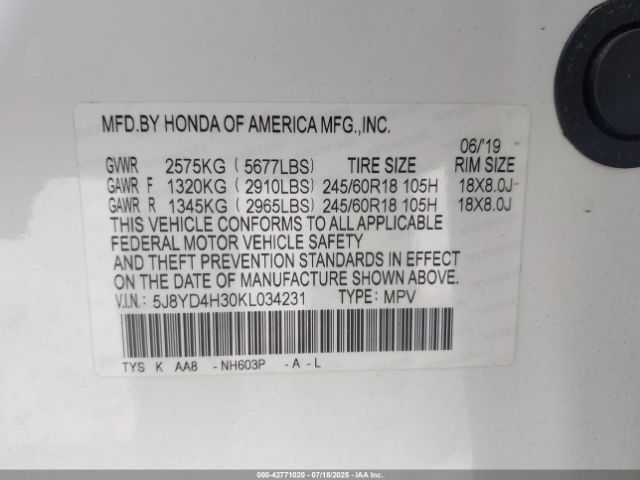 MFD.BY HONDA OF AMERICA MFG.,INC.
06/'19
GVWR 2575KG ( 5677LBS) TIRE SIZE RIM SIZE
GAWR F 1320KG ( 2910LBS) 245/60R18 105H 18X8.0J
GAWR R 1345KG ( 2965LBS) 245/60R18 105H 18X8.0J
THIS VEHICLE CONFORMS TO ALL APPLICABLE
FEDERAL MOTOR VEHICLE SAFETY
AND THEFT PREVENTION STANDARDS IN EFFECT
ON THE DATE OF MANUFACTURE SHOWN ABOVE.
V.I.N.: 5J8YD4H30KL034231 TYPE: MPV
TYS K AA8 -NH603P -A-L
000-42771020 - 07/18/2025 - IAA Inc.